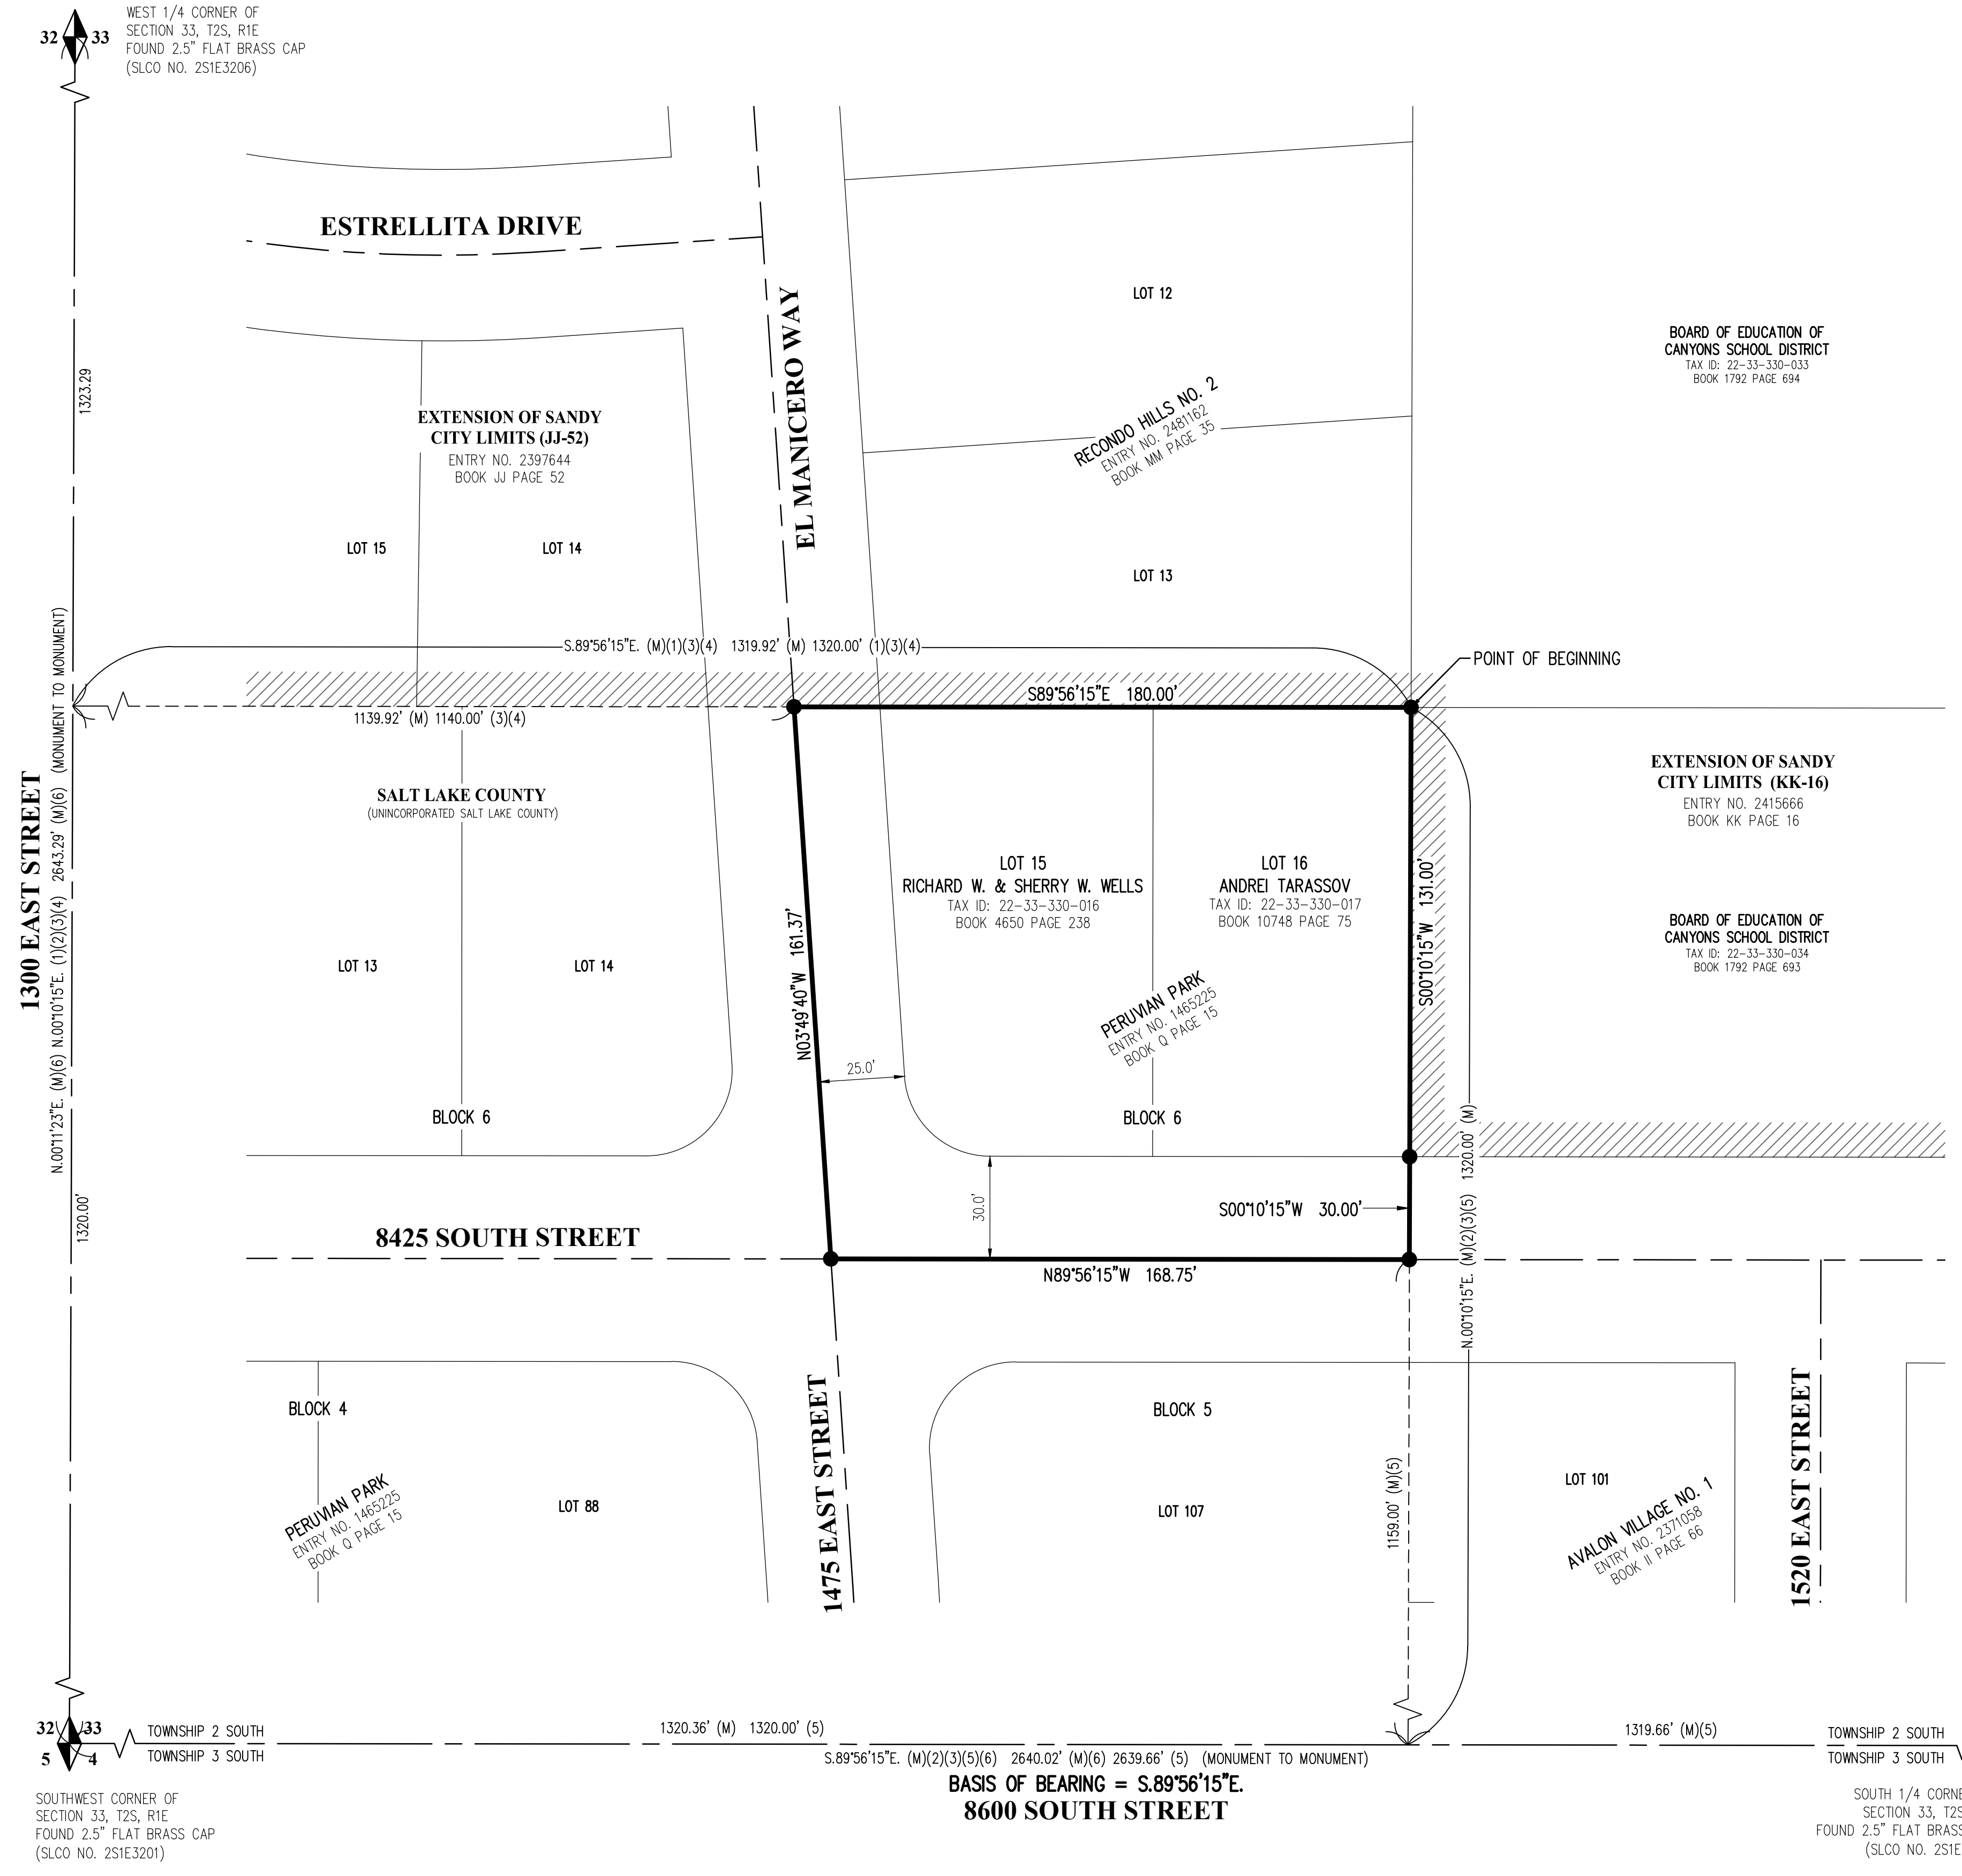 WEST 1/4 CORNER OF
SECTION 33, T2S, R1E
FOUND 2.5" FLAT BRASS CAP
(SLCO NO. 2S1E3206)
32 33
ESTRELLITA DRIVE
EL MANICERO WAY
LOT 12
BOARD OF EDUCATION OF
CANYONS SCHOOL DISTRICT
TAX ID: 22-33-330-033
BOOK 1792 PAGE 694
1323.29
EXTENSION OF SANDY
CITY LIMITS (JJ-52)
ENTRY NO. 2397644
BOOK JJ PAGE 52
RECONDO HILLS NO. 2
ENTRY NO. 2481162
BOOK MM PAGE 35
LOT 15
LOT 14
LOT 13
S.89°56'15"E. (M)(1)(3)(4) 1319.92' (M) 1320.00' (1)(3)(4)
POINT OF BEGINNING
S89°56'15"E 180.00'
1139.92' (M) 1140.00' (3)(4)
1300 EAST STREET
N.00°11'23"E. (M)(6) N.00°10'15"E. (1)(2)(3)(4) 2643.29' (M)(6) (MONUMENT TO MONUMENT)
SALT LAKE COUNTY
(UNINCORPORATED SALT LAKE COUNTY)
EXTENSION OF SANDY
CITY LIMITS (KK-16)
ENTRY NO. 2415666
BOOK KK PAGE 16
LOT 15
RICHARD W. & SHERRY W. WELLS
TAX ID: 22-33-330-016
BOOK 4650 PAGE 238
LOT 16
ANDREI TARASSOV
TAX ID: 22-33-330-017
BOOK 10748 PAGE 75
S00°10'15"W 131.00'
BOARD OF EDUCATION OF
CANYONS SCHOOL DISTRICT
TAX ID: 22-33-330-034
BOOK 1792 PAGE 693
LOT 13
LOT 14
N03°49'40"W 161.37'
PERUVIAN PARK
ENTRY NO. 1465225
BOOK Q PAGE 15
25.0'
BLOCK 6
BLOCK 6
1320.00'
30.0'
S00°10'15"W 30.00'
N.00°10'15"E. (M)(2)(3)(5) 1320.00' (M)
8425 SOUTH STREET
N89°56'15"W 168.75'
BLOCK 4
BLOCK 5
1475 EAST STREET
1520 EAST STREET
PERUVIAN PARK
ENTRY NO. 1465225
BOOK Q PAGE 15
LOT 88
LOT 107
1159.00' (M)(5)
LOT 101
AVALON VILLAGE NO. 1
ENTRY NO. 2371058
BOOK II PAGE 66
32 33
5 4
TOWNSHIP 2 SOUTH
TOWNSHIP 3 SOUTH
1320.36' (M) 1320.00' (5)
1319.66' (M)(5)
TOWNSHIP 2 SOUTH
TOWNSHIP 3 SOUTH
S.89°56'15"E. (M)(2)(3)(5)(6) 2640.02' (M)(6) 2639.66' (5) (MONUMENT TO MONUMENT)
BASIS OF BEARING = S.89°56'15"E.
8600 SOUTH STREET
SOUTHWEST CORNER OF
SECTION 33, T2S, R1E
FOUND 2.5" FLAT BRASS CAP
(SLCO NO. 2S1E3201)
SOUTH 1/4 CORNE
SECTION 33, T2S
FOUND 2.5" FLAT BRASS
(SLCO NO. 2S1E